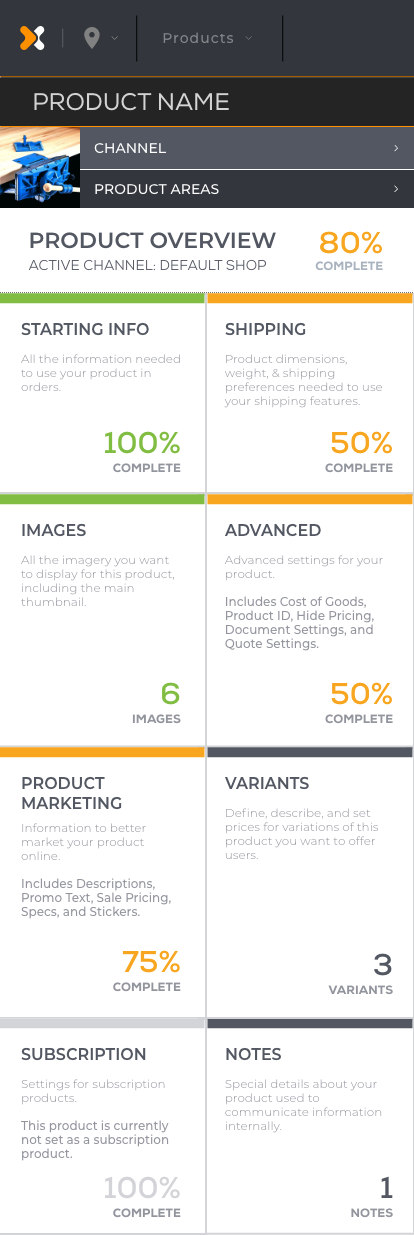 Products
PRODUCT NAME
CHANNEL
PRODUCT AREAS
PRODUCT OVERVIEW
ACTIVE CHANNEL: DEFAULT SHOP
80%
COMPLETE
STARTING INFO
All the information needed
to use your product in
orders.
100%
COMPLETE
SHIPPING
Product dimensions,
weight, & shipping
preferences needed to use
your shipping features.
50%
COMPLETE
IMAGES
All the imagery you want
to display for this product,
including the main
thumbnail.
6
IMAGES
ADVANCED
Advanced settings for your
product.
Includes Cost of Goods,
Product ID, Hide Pricing,
Document Settings, and
Quote Settings.
50%
COMPLETE
PRODUCT
MARKETING
Information to better
market your product
online.
Includes Descriptions,
Promo Text, Sale Pricing,
Specs, and Stickers.
75%
COMPLETE
VARIANTS
Define, describe, and set
prices for variations of this
product you want to offer
users.
3
VARIANTS
SUBSCRIPTION
Settings for subscription
products.
This product is currently
not set as a subscription
product.
100%
COMPLETE
NOTES
Special details about your
product used to
communicate information
internally.
1
NOTES